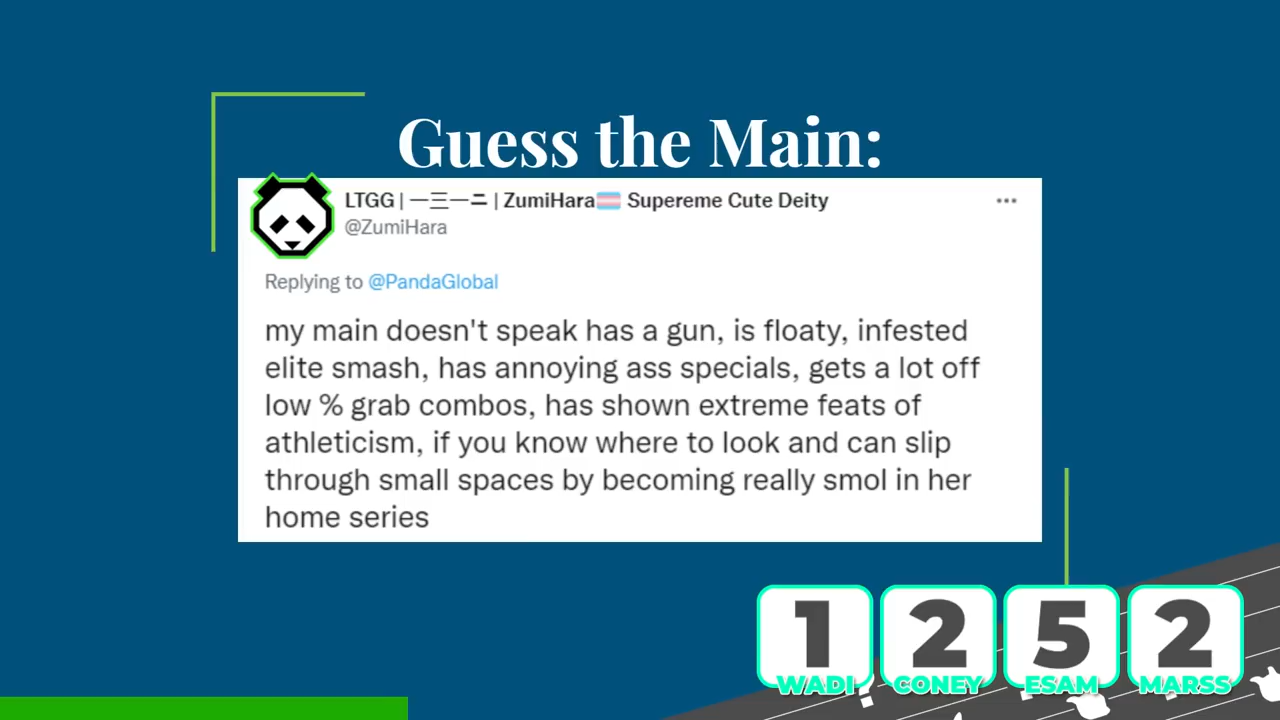 Guess the Main:
LTGG | 一三一二 | ZumiHara🏳️‍⚧️ Supereme Cute Deity
@ZumiHara
Replying to @PandaGlobal
my main doesn't speak has a gun, is floaty, infested
elite smash, has annoying ass specials, gets a lot off
low % grab combos, has shown extreme feats of
athleticism, if you know where to look and can slip
through small spaces by becoming really smol in her
home series
1 2 5 2
WADI CONEY ESAM MARSS